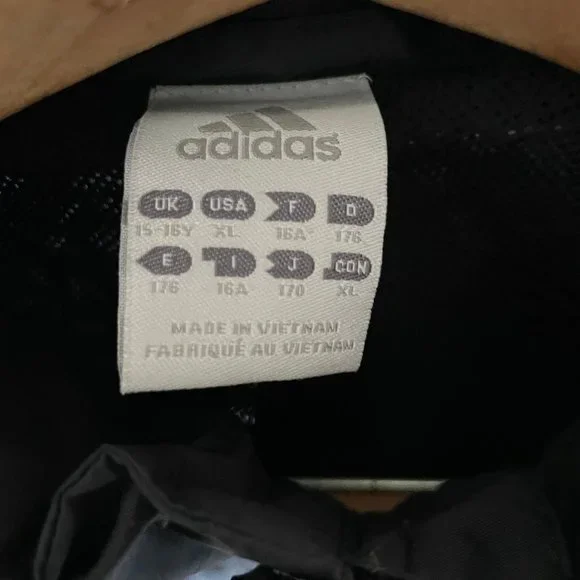 adidas
UK USA F D
15-16Y XL 16A 176
E I J CON
176 16A 170 XL
MADE IN VIETNAM
FABRIQUÉ AU VIETNAM